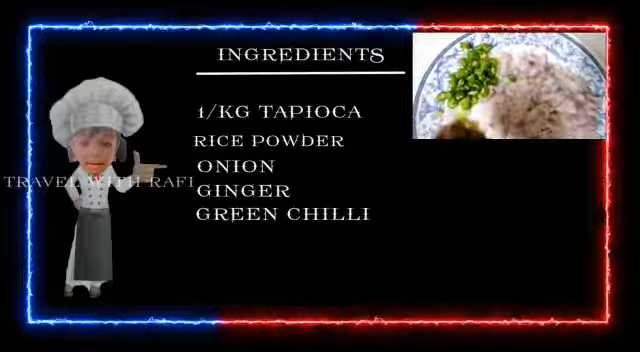 INGREDIENTS
1/KG TAPIOCA
RICE POWDER
ONION
TRAVEL WITH RAFI
GINGER
GREEN CHILLI